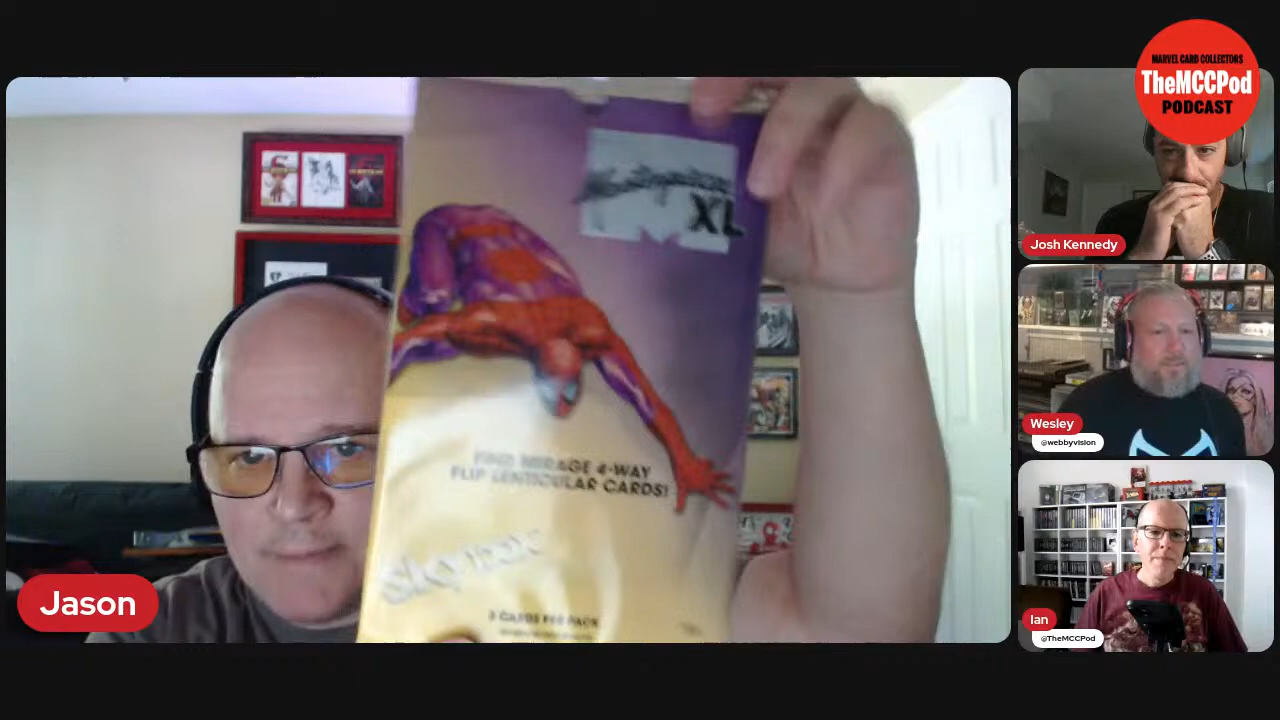 MARVEL CARD COLLECTORS
TheMCCPod
PODCAST
XL
FIND MIRAGE 4-WAY
FLIP LENTICULAR CARDS!
skybox
3 CARDS PER PACK
Jason
Josh Kennedy
Wesley
@webbyvision
Ian
@TheMCCPod